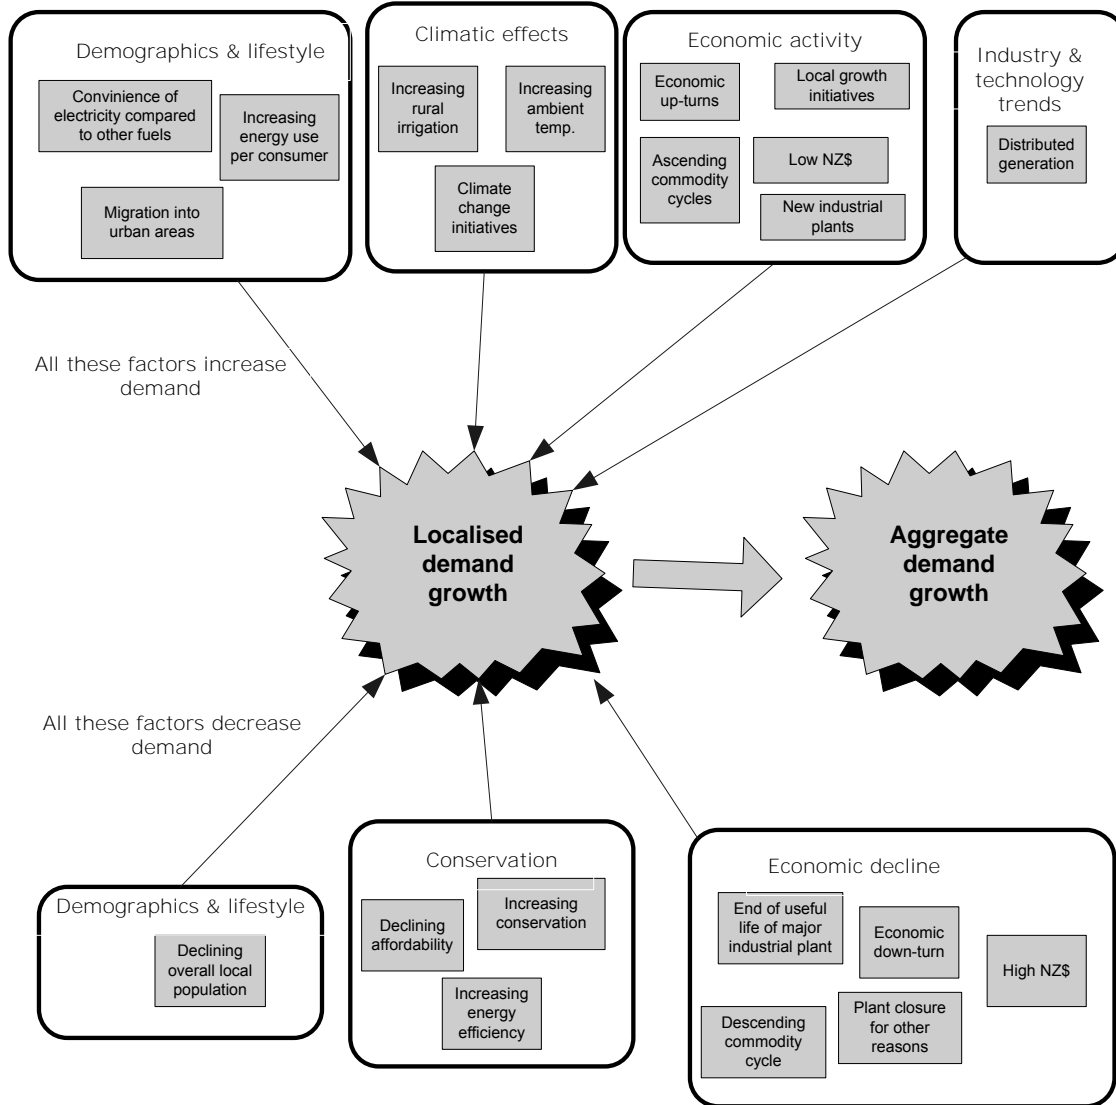 Demographics & lifestyle
Convinience of
electricity compared
to other fuels
Increasing
energy use
per consumer
Migration into
urban areas
Climatic effects
Increasing
rural
irrigation
Increasing
ambient
temp.
Climate
change
initiatives
Economic activity
Economic
up-turns
Local growth
initiatives
Ascending
commodity
cycles
Low NZ$
New industrial
plants
Industry &
technology
trends
Distributed
generation
All these factors increase
demand
Localised
demand
growth
Aggregate
demand
growth
All these factors decrease
demand
Demographics & lifestyle
Declining
overall local
population
Conservation
Declining
affordability
Increasing
conservation
Increasing
energy
efficiency
Economic decline
End of useful
life of major
industrial plant
Economic
down-turn
High NZ$
Descending
commodity
cycle
Plant closure
for other
reasons